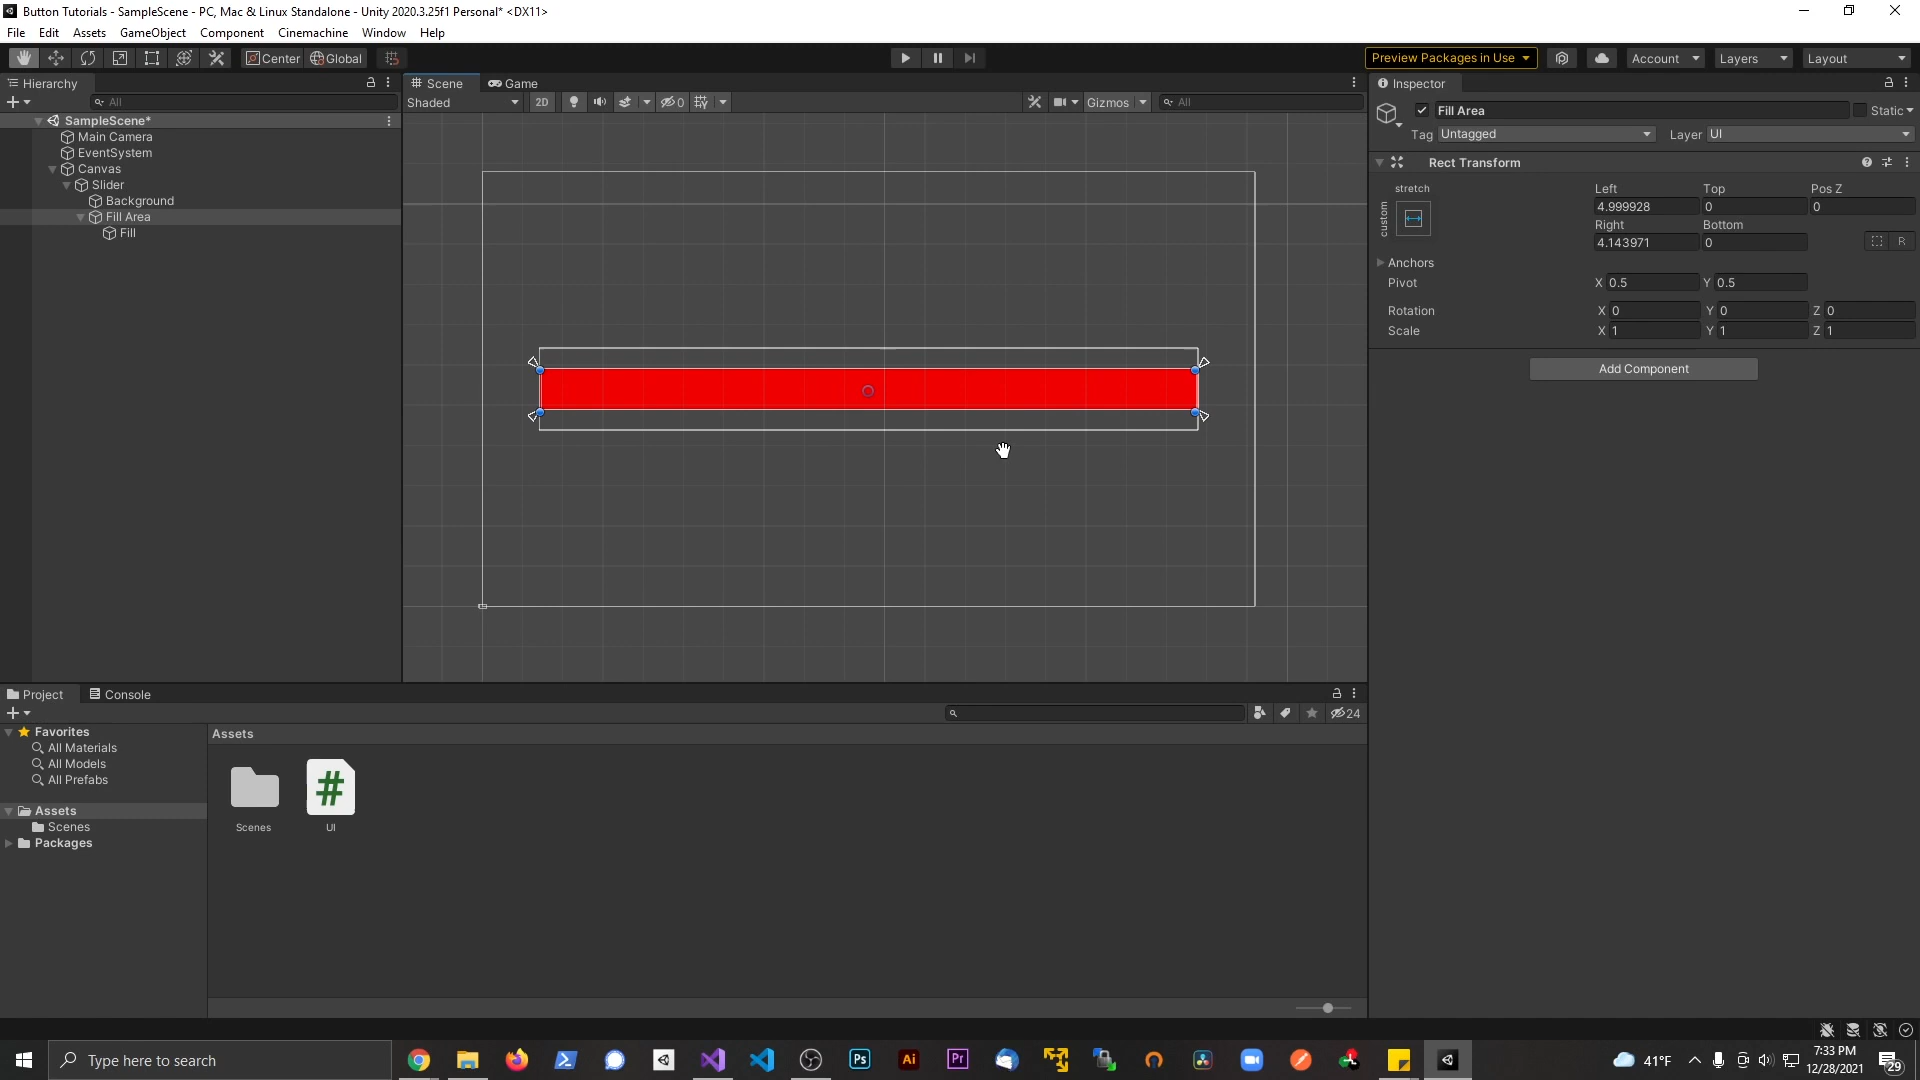 Button Tutorials - SampleScene - PC, Mac & Linux Standalone - Unity 2020.3.25f1 Personal* <DX11>
File Edit Assets GameObject Component Cinemachine Window Help
Center Global Preview Packages in Use Account Layers Layout
Hierarchy
All
SampleScene*
Main Camera
EventSystem
Canvas
Slider
Background
Fill Area
Fill
Scene Game
Shaded 2D 0 Gizmos All
Inspector
Fill Area Static
Tag Untagged Layer UI
Rect Transform
stretch Left Top Pos Z
custom 4.999928 0 0
Right Bottom
4.143971 0 R
Anchors
Pivot X 0.5 Y 0.5
Rotation X 0 Y 0 Z 0
Scale X 1 Y 1 Z 1
Add Component
Project Console
24
Favorites
All Materials
All Models
All Prefabs
Assets
Scenes
Packages
Assets
#
Scenes UI
Type here to search
Ps Ai Pr
41°F
7:33 PM
12/28/2021
29